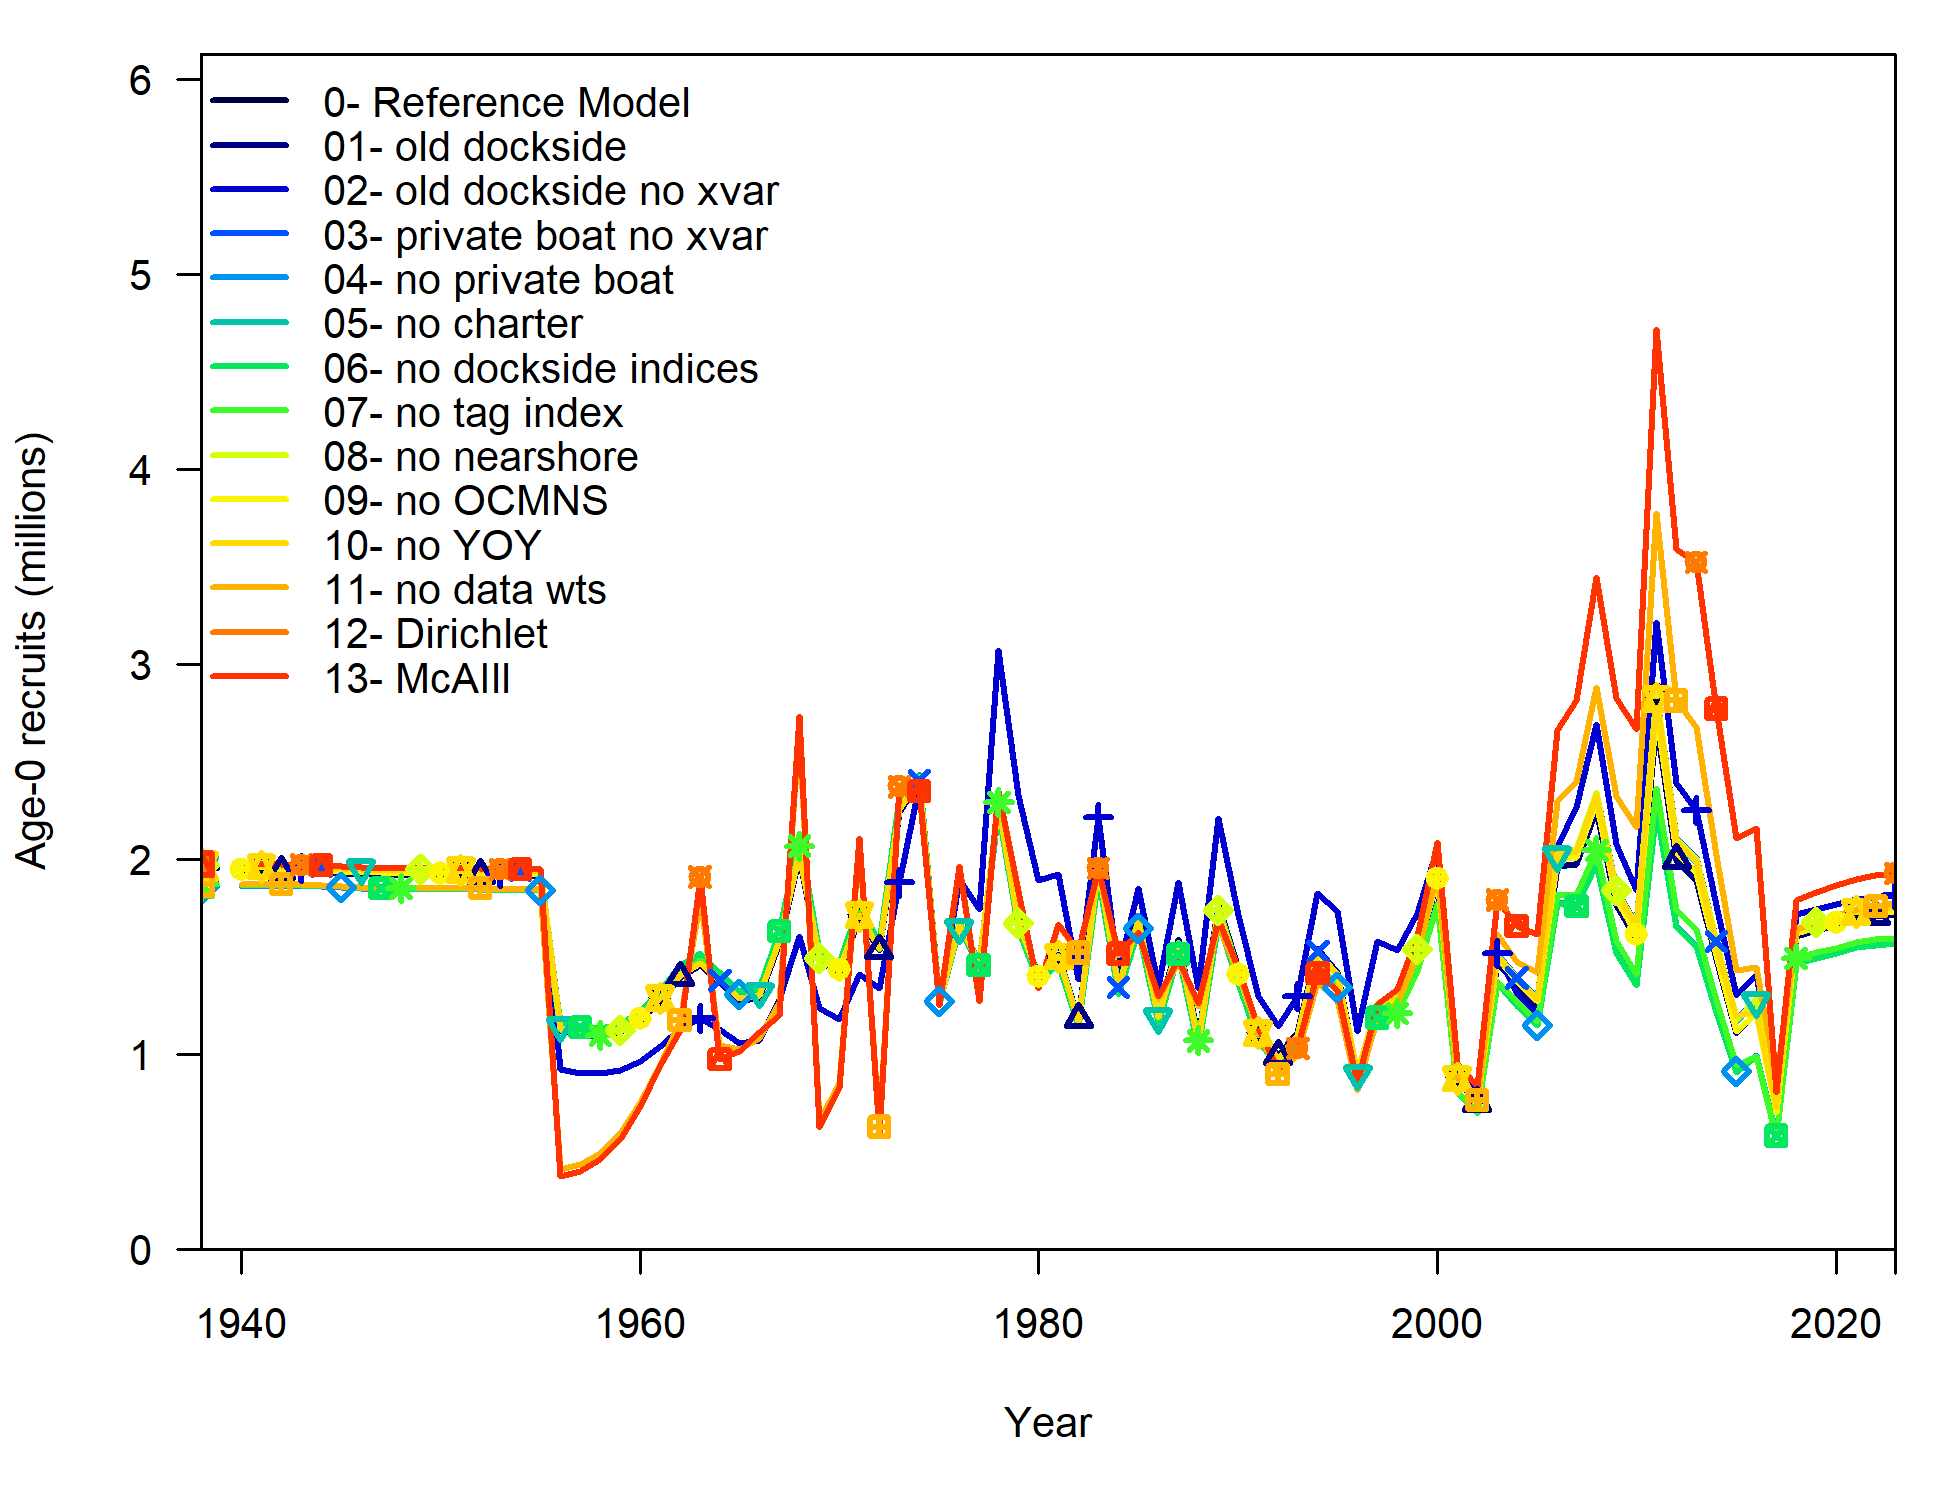 6
5
4
3
2
1
0
Age-0 recruits (millions)
0- Reference Model
01- old dockside
02- old dockside no xvar
03- private boat no xvar
04- no private boat
05- no charter
06- no dockside indices
07- no tag index
08- no nearshore
09- no OCMNS
10- no YOY
11- no data wts
12- Dirichlet
13- McAlll
1940 1960 1980 2000 2020
Year